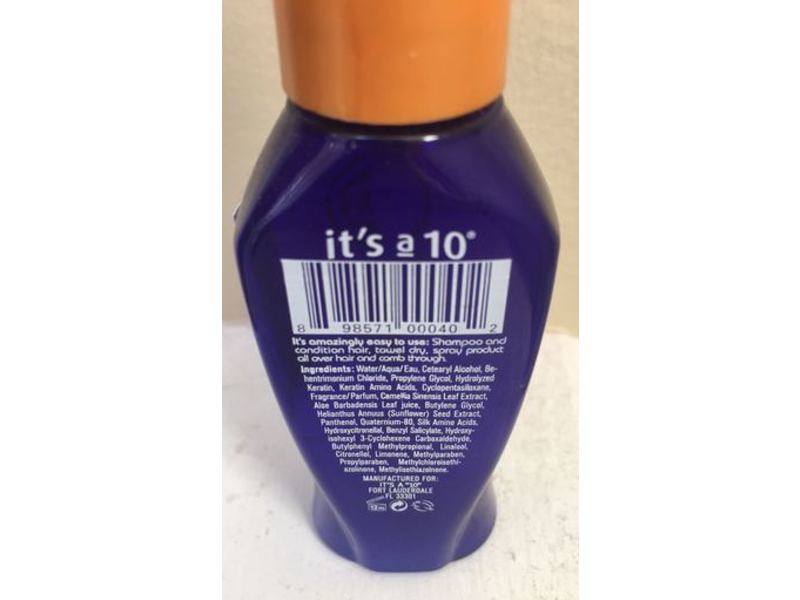 it's a 10®
8 98571 00040 2
It's amazingly easy to use: Shampoo and
condition hair, towel dry, spray product
all over hair and comb through.
Ingredients: Water/Aqua/Eau, Cetearyl Alcohol, Be-
hentrimonium Chloride, Propylene Glycol, Hydrolyzed
Keratin, Keratin Amino Acids, Cyclopentasiloxane,
Fragrance/Parfum, Camellia Sinensis Leaf Extract,
Aloe Barbadensis Leaf juice, Butylene Glycol,
Helianthus Annuus (Sunflower) Seed Extract,
Panthenol, Quaternium-80, Silk Amino Acids,
Hydroxycitronellal, Benzyl Salicylate, Hydroxy-
isohexyl 3-Cyclohexene Carboxaldehyde,
Butylphenyl Methylpropional, Linalool,
Citronellol, Limonene, Methylparaben,
Propylparaben, Methylchloroisothi-
azolinone, Methylisothiazolinone.
MANUFACTURED FOR:
IT'S A "10"
FORT LAUDERDALE
FL 33301
12 m